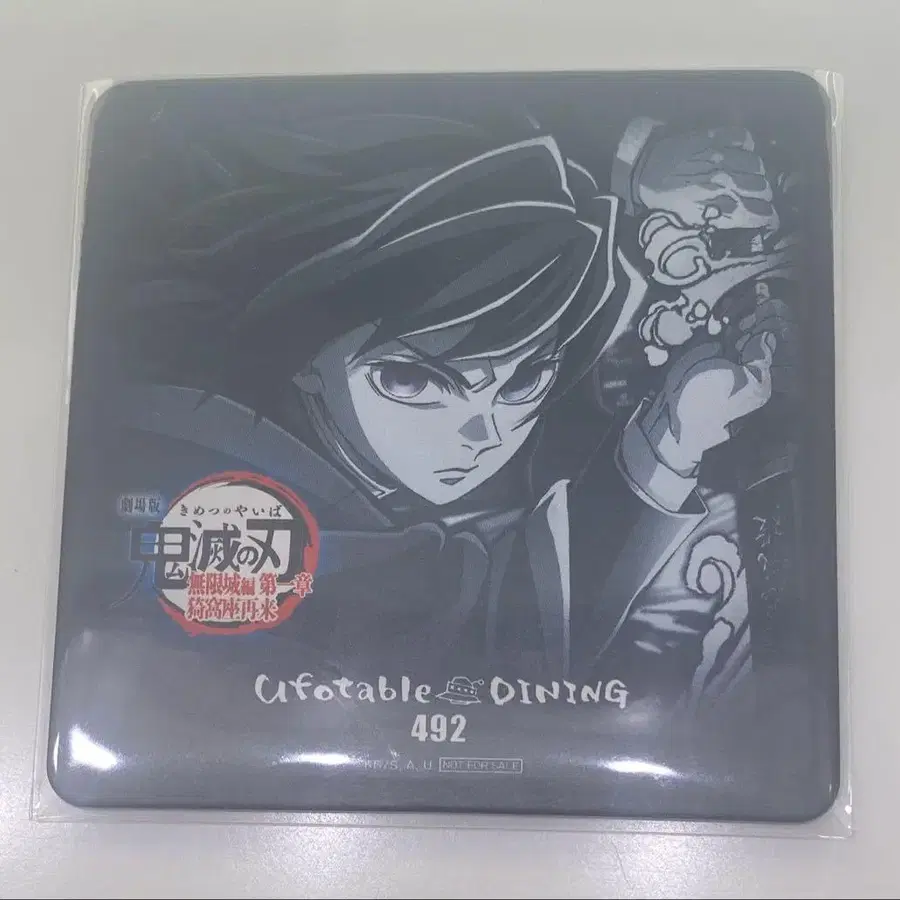 劇場版
きめつのやいば
鬼滅の刃
無限城編 第一章
猗窩座再来
ufotable DINING
492
NOT FOR SALE